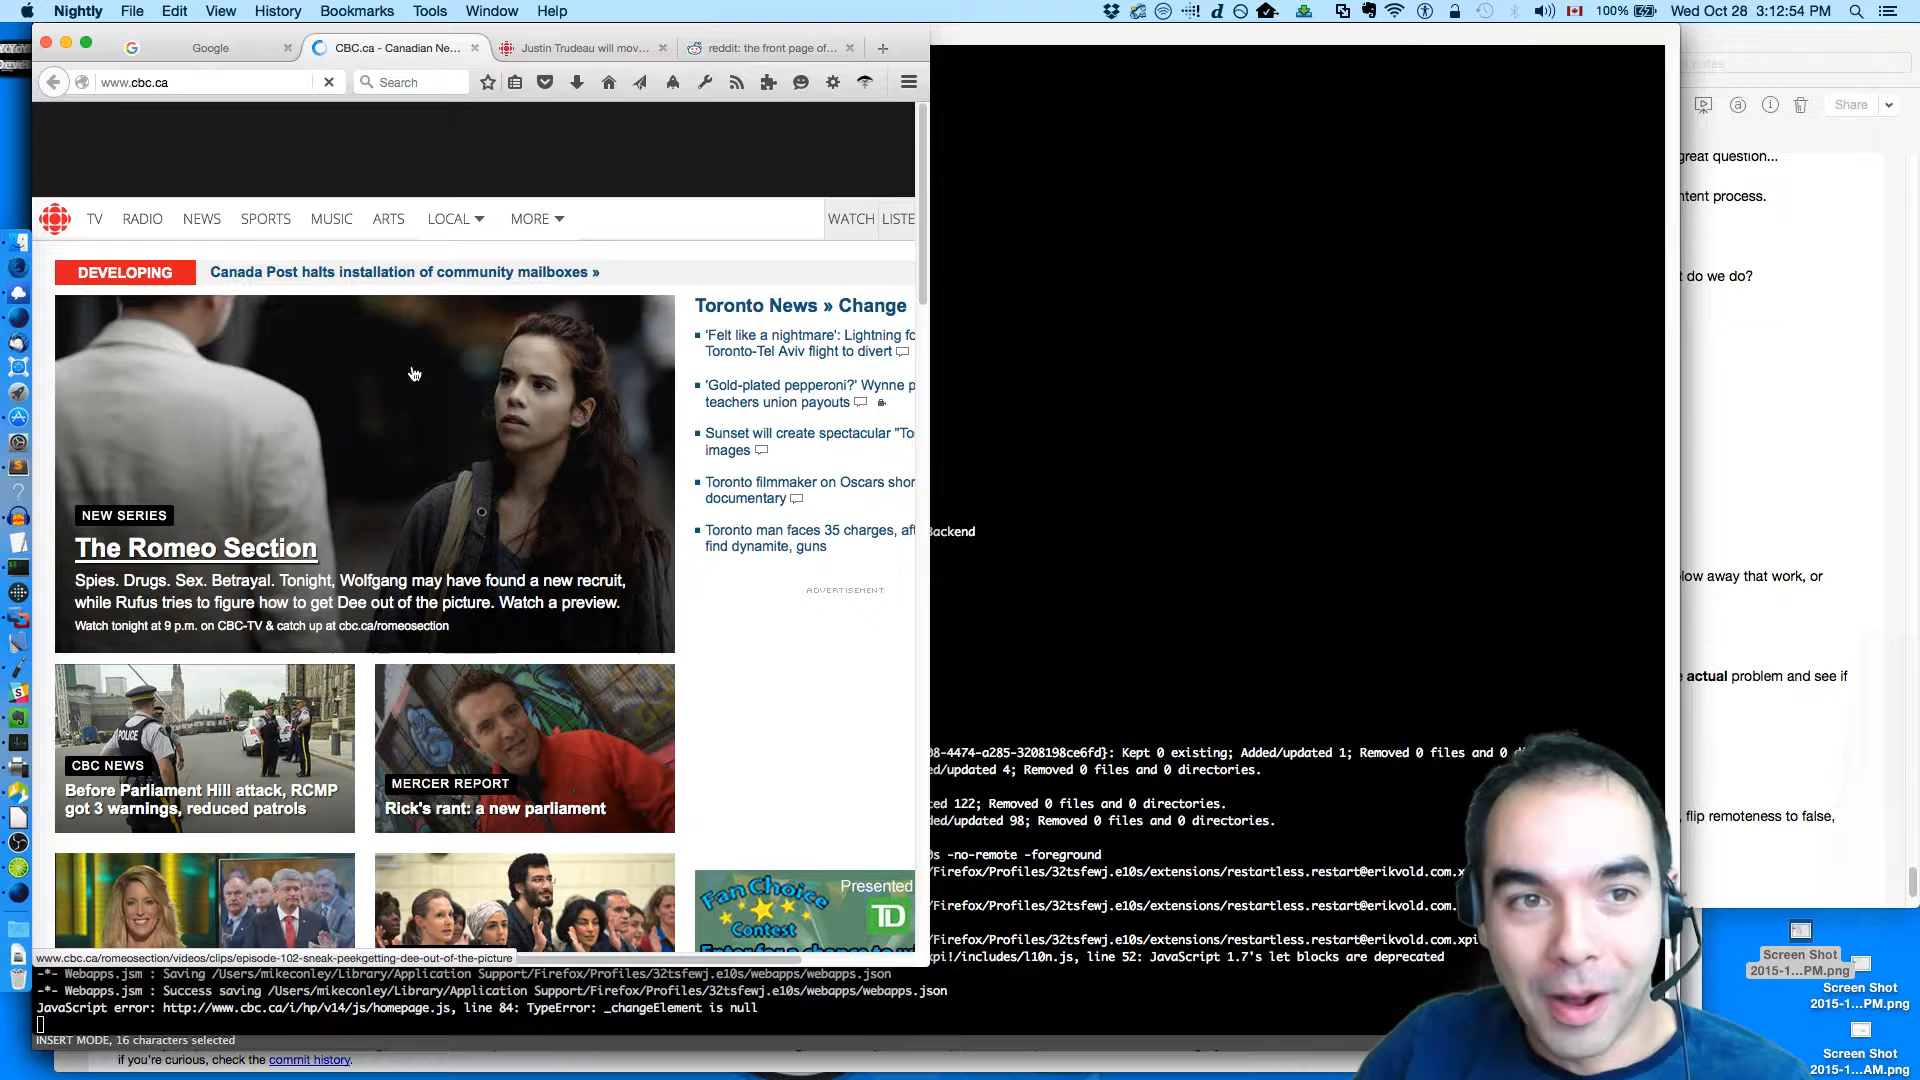 Nightly File Edit View History Bookmarks Tools Window Help
100% Wed Oct 28 3:12:54 PM
Google
CBC.ca - Canadian Ne...
Justin Trudeau will mov...
reddit: the front page of...
www.cbc.ca
Search
Share
TV RADIO NEWS SPORTS MUSIC ARTS LOCAL MORE WATCH LISTE
DEVELOPING Canada Post halts installation of community mailboxes »
NEW SERIES
The Romeo Section
Spies. Drugs. Sex. Betrayal. Tonight, Wolfgang may have found a new recruit,
while Rufus tries to figure how to get Dee out of the picture. Watch a preview.
Watch tonight at 9 p.m. on CBC-TV & catch up at cbc.ca/romeosection
Toronto News » Change
'Felt like a nightmare': Lightning fo
Toronto-Tel Aviv flight to divert
'Gold-plated pepperoni?' Wynne p
teachers union payouts
Sunset will create spectacular "To
images
Toronto filmmaker on Oscars shor
documentary
Toronto man faces 35 charges, aft
find dynamite, guns
ADVERTISEMENT
POLICE
CBC NEWS
Before Parliament Hill attack, RCMP
got 3 warnings, reduced patrols
MERCER REPORT
Rick's rant: a new parliament
Fan Choice
Contest
Presented
TD
www.cbc.ca/romeosection/videos/clips/episode-102-sneak-peekgetting-dee-out-of-the-picture
Backend
08-4474-a285-3208198ce6fd}: Kept 0 existing; Added/updated 1; Removed 0 files and 0 di
ed/updated 4; Removed 0 files and 0 directories.
ted 122; Removed 0 files and 0 directories.
ded/updated 98; Removed 0 files and 0 directories.
0s -no-remote -foreground
/Firefox/Profiles/32tsfewj.e10s/extensions/restartless.restart@erikvold.com.x
/Firefox/Profiles/32tsfewj.e10s/extensions/restartless.restart@erikvold.com.
/Firefox/Profiles/32tsfewj.e10s/extensions/restartless.restart@erikvold.com.xpi
xpi!/includes/l10n.js, line 52: JavaScript 1.7's let blocks are deprecated
-*- Webapps.jsm : Saving /Users/mikeconley/Library/Application Support/Firefox/Profiles/32tsfewj.e10s/webapps/webapps.json
-*- Webapps.jsm : Success saving /Users/mikeconley/Library/Application Support/Firefox/Profiles/32tsfewj.e10s/webapps/webapps.json
JavaScript error: http://www.cbc.ca/i/hp/v14/js/homepage.js, line 84: TypeError: _changeElement is null
INSERT MODE, 16 characters selected
if you're curious, check the commit history.
great question...
ntent process.
t do we do?
low away that work, or
e actual problem and see if
, flip remoteness to false,
Screen Shot
2015-1...PM.png
Screen Shot
2015-1...PM.png
Screen Shot
2015-1...AM.png